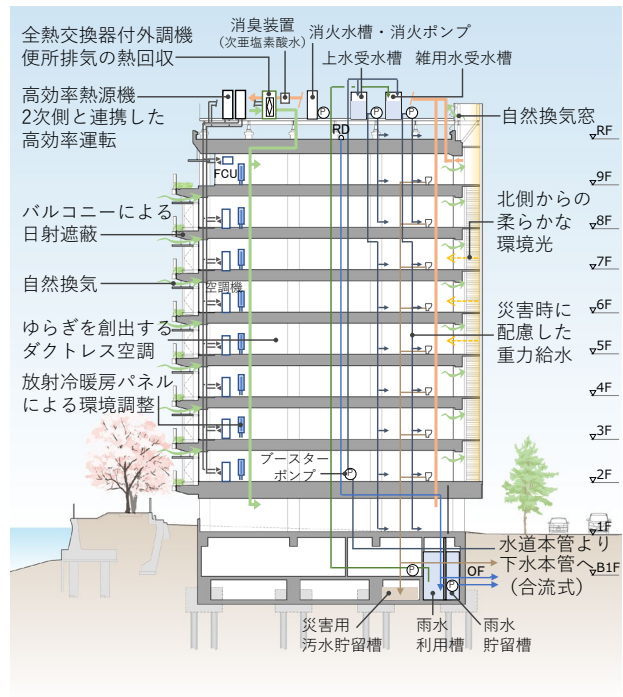 全熱交換器付外調機
便所排気の熱回収
消臭装置
(次亜塩素酸水)
消火水槽・消火ポンプ
上水受水槽
雑用水受水槽
高効率熱源機
2次側と連携した
高効率運転
P
P
P
自然換気窓
RD
RF
FCU
9F
バルコニーによる
日射遮蔽
北側からの
柔らかな
環境光
8F
7F
自然換気
空調機
6F
災害時に
配慮した
重力給水
ゆらぎを創出する
ダクトレス空調
5F
放射冷暖房パネル
による環境調整
4F
3F
ブースター
ポンプ
P
2F
1F
水道本管より
下水本管へ
(合流式)
P
OF
B1F
P
災害用
汚水貯留槽
雨水
利用槽
雨水
貯留槽